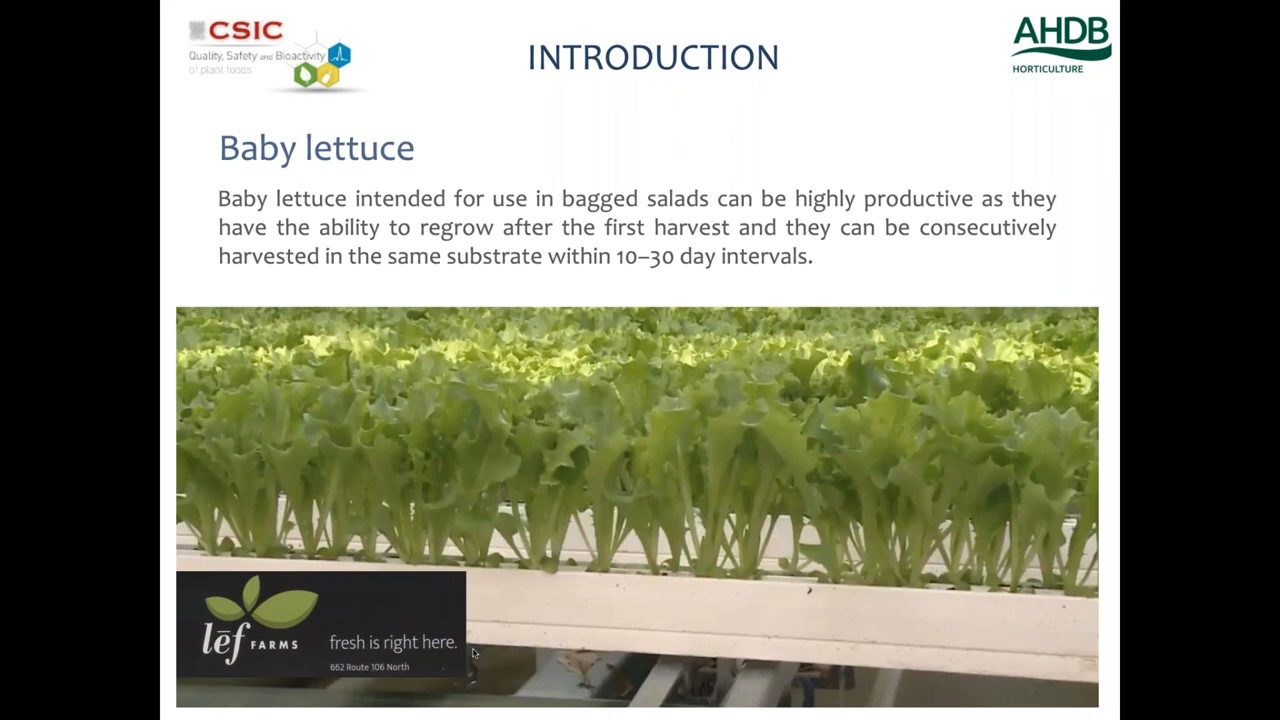 CSIC
Quality, Safety and Bioactivity
of plant foods
INTRODUCTION
AHDB
HORTICULTURE
Baby lettuce
Baby lettuce intended for use in bagged salads can be highly productive as they
have the ability to regrow after the first harvest and they can be consecutively
harvested in the same substrate within 10–30 day intervals.
lēf FARMS
fresh is right here.
662 Route 106 North